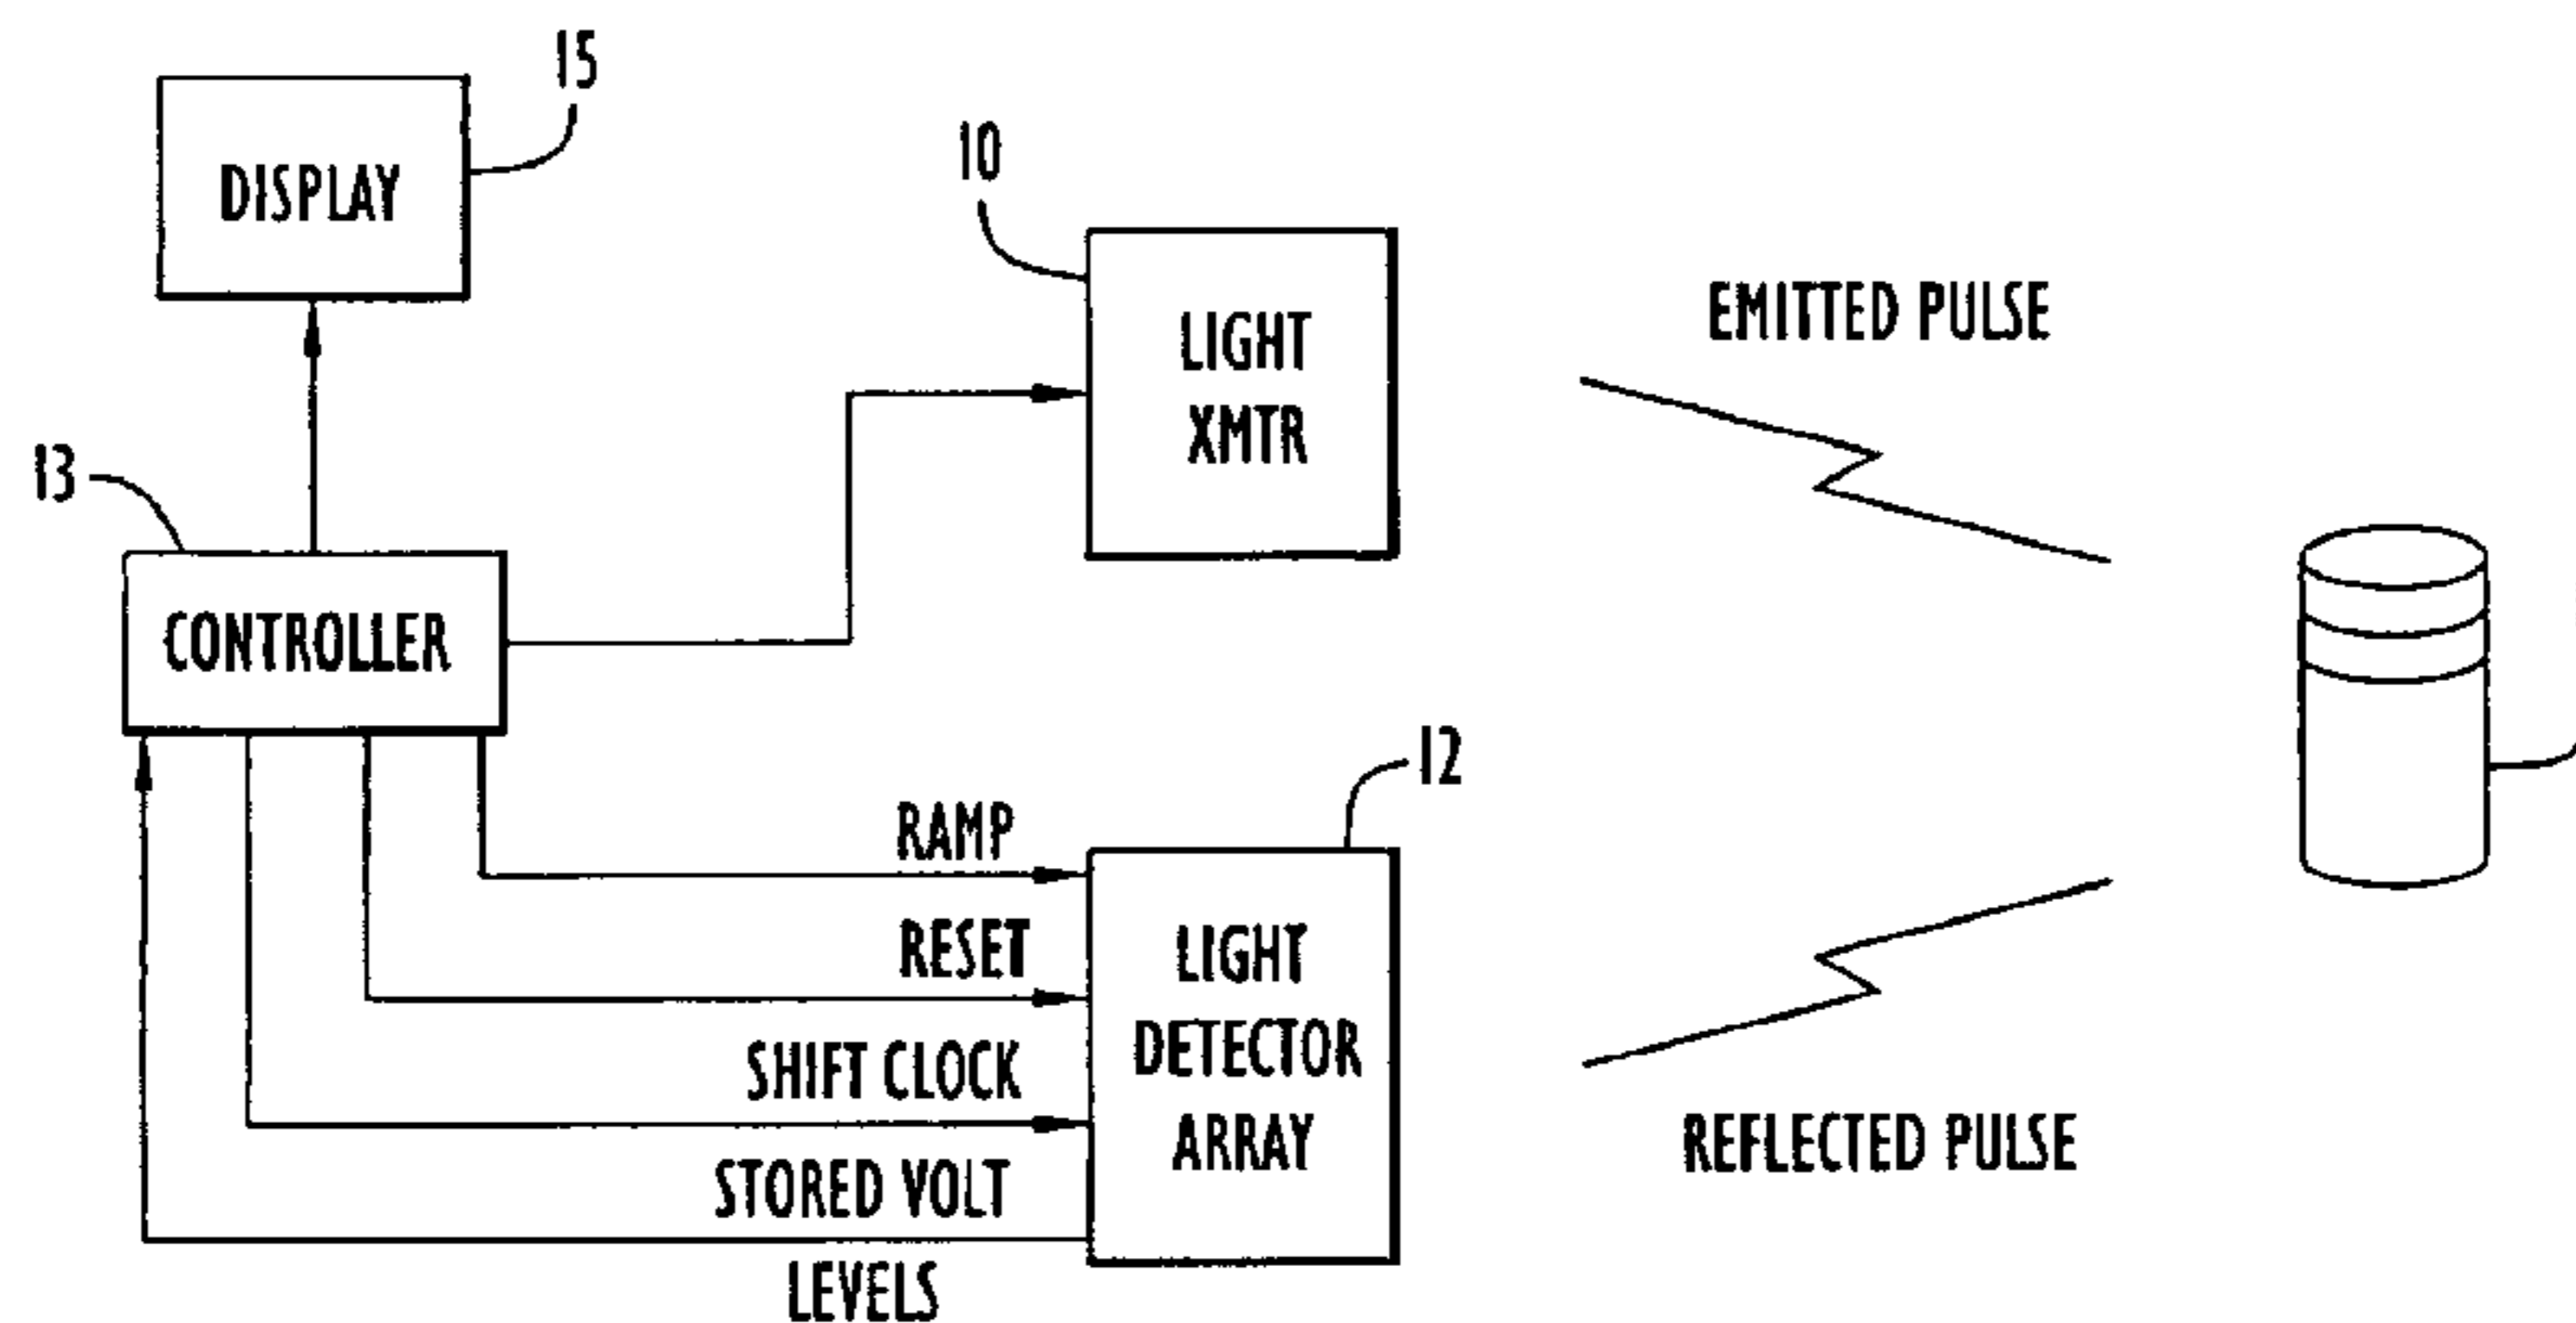 15
DISPLAY
10
LIGHT
XMTR
EMITTED PULSE
13
CONTROLLER
12
RAMP
RESET
LIGHT
DETECTOR
ARRAY
SHIFT CLOCK
STORED VOLT
LEVELS
REFLECTED PULSE